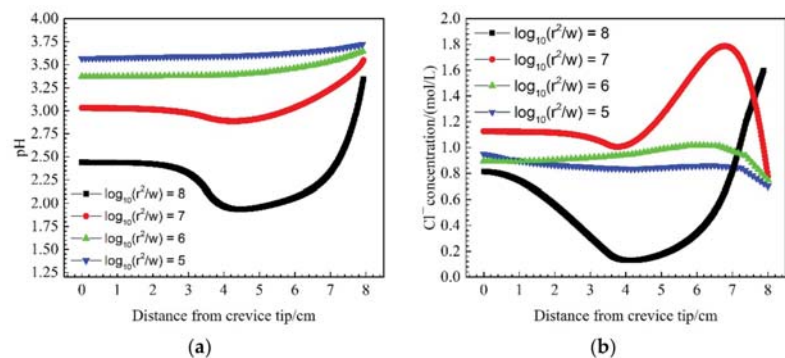 4.00
3.75
3.50
3.25
3.00
2.75
2.50
2.25
2.00
1.75
1.50
1.25
pH
log₁₀(r²/w) = 8
log₁₀(r²/w) = 7
log₁₀(r²/w) = 6
log₁₀(r²/w) = 5
0 1 2 3 4 5 6 7 8
Distance from crevice tip/cm
(a)
2.0
1.8
1.6
1.4
1.2
1.0
0.8
0.6
0.4
0.2
0.0
Cl⁻ concentration/(mol/L)
log₁₀(r²/w) = 8
log₁₀(r²/w) = 7
log₁₀(r²/w) = 6
log₁₀(r²/w) = 5
0 1 2 3 4 5 6 7 8
Distance from crevice tip/cm
(b)